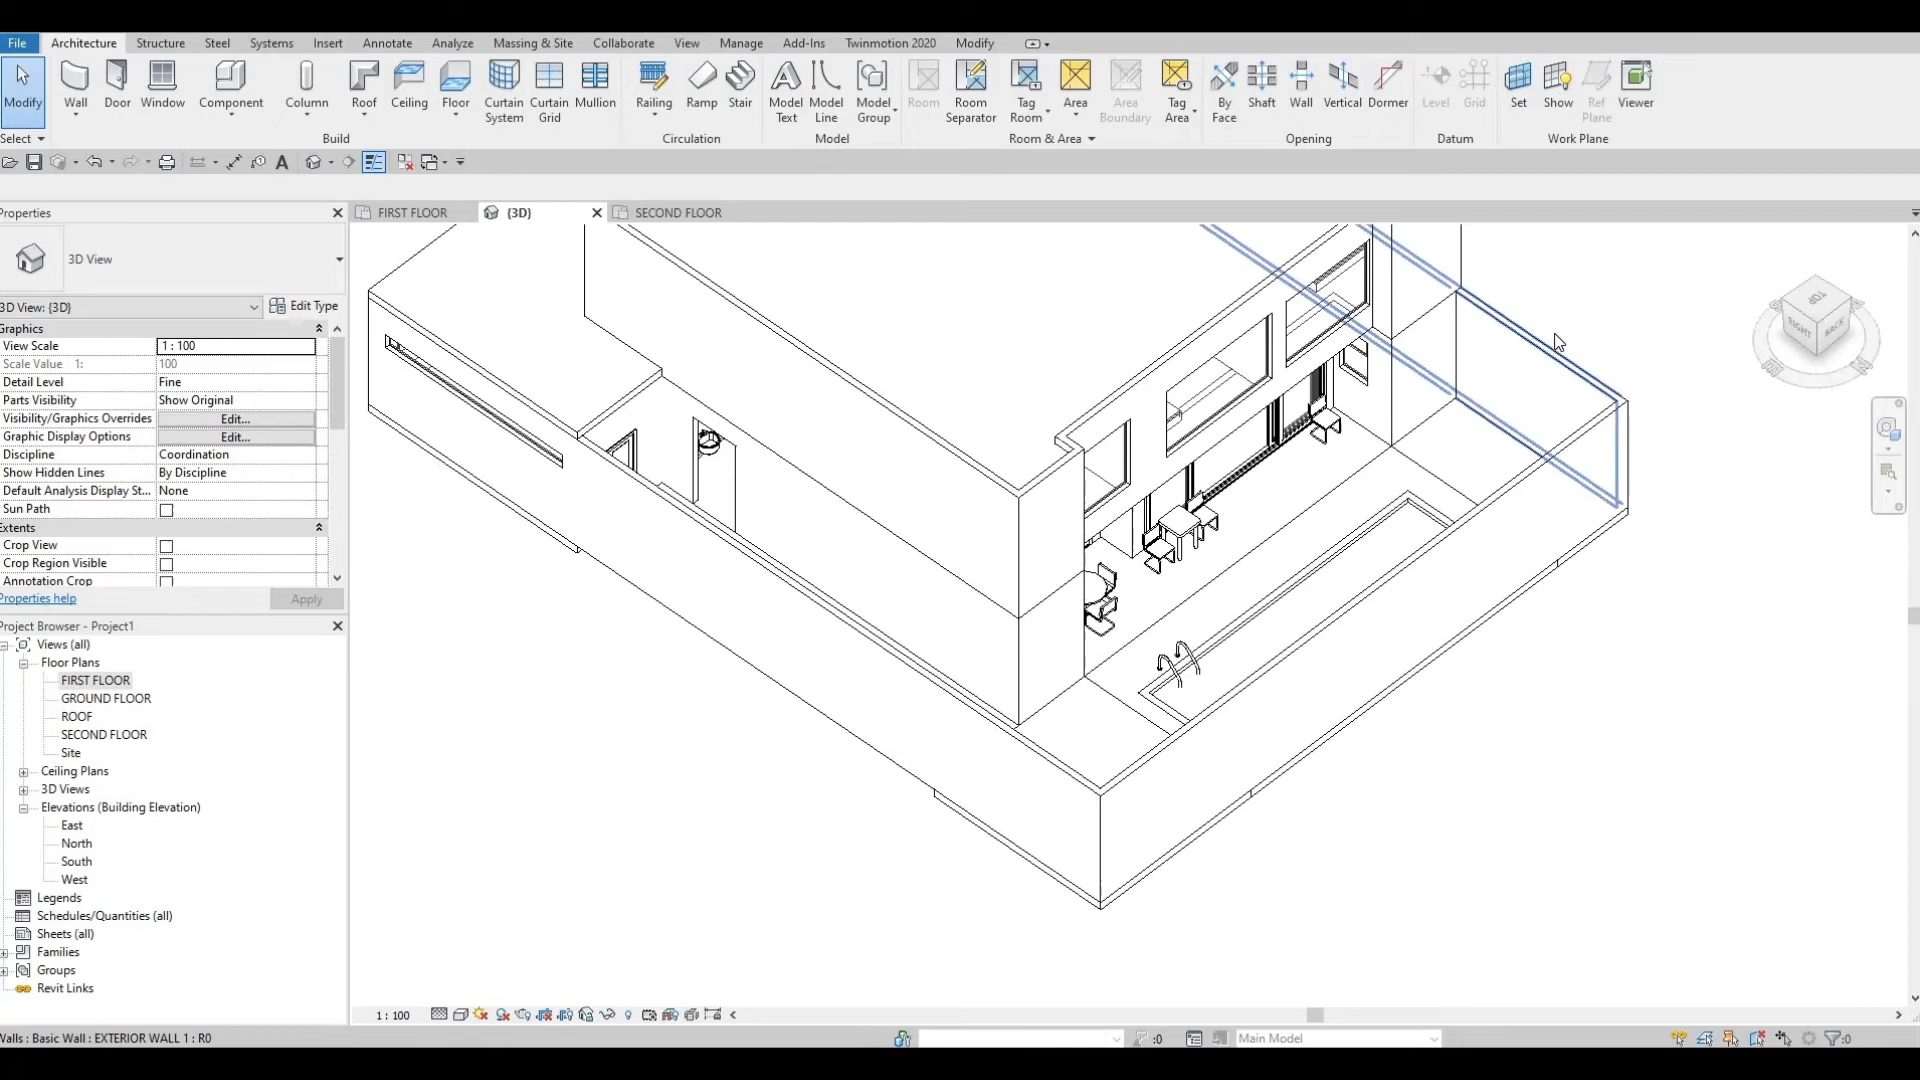 File Architecture Structure Steel Systems Insert Annotate Analyze Massing & Site Collaborate View Manage Add-Ins Twinmotion 2020 Modify
Modify Wall Door Window Component Column Roof Ceiling Floor Curtain System Curtain Grid Mullion Railing Ramp Stair Model Text Model Line Model Group Room Room Separator Tag Room Area Area Boundary Tag Area By Face Shaft Wall Vertical Dormer Level Grid Set Show Ref Plane Viewer
Select Build Circulation Model Room & Area Opening Datum Work Plane
A
Properties
FIRST FLOOR {3D} SECOND FLOOR
3D View
3D View: {3D} Edit Type
Graphics
View Scale 1 : 100
Scale Value 1: 100
Detail Level Fine
Parts Visibility Show Original
Visibility/Graphics Overrides Edit...
Graphic Display Options Edit...
Discipline Coordination
Show Hidden Lines By Discipline
Default Analysis Display St... None
Sun Path
Extents
Crop View
Crop Region Visible
Annotation Crop
Properties help Apply
Project Browser - Project1
Views (all)
Floor Plans
FIRST FLOOR
GROUND FLOOR
ROOF
SECOND FLOOR
Site
Ceiling Plans
3D Views
Elevations (Building Elevation)
East
North
South
West
Legends
Schedules/Quantities (all)
Sheets (all)
Families
Groups
Revit Links
TOP
RIGHT BACK
1 : 100
Walls : Basic Wall : EXTERIOR WALL 1 : R0
:0 Main Model :0